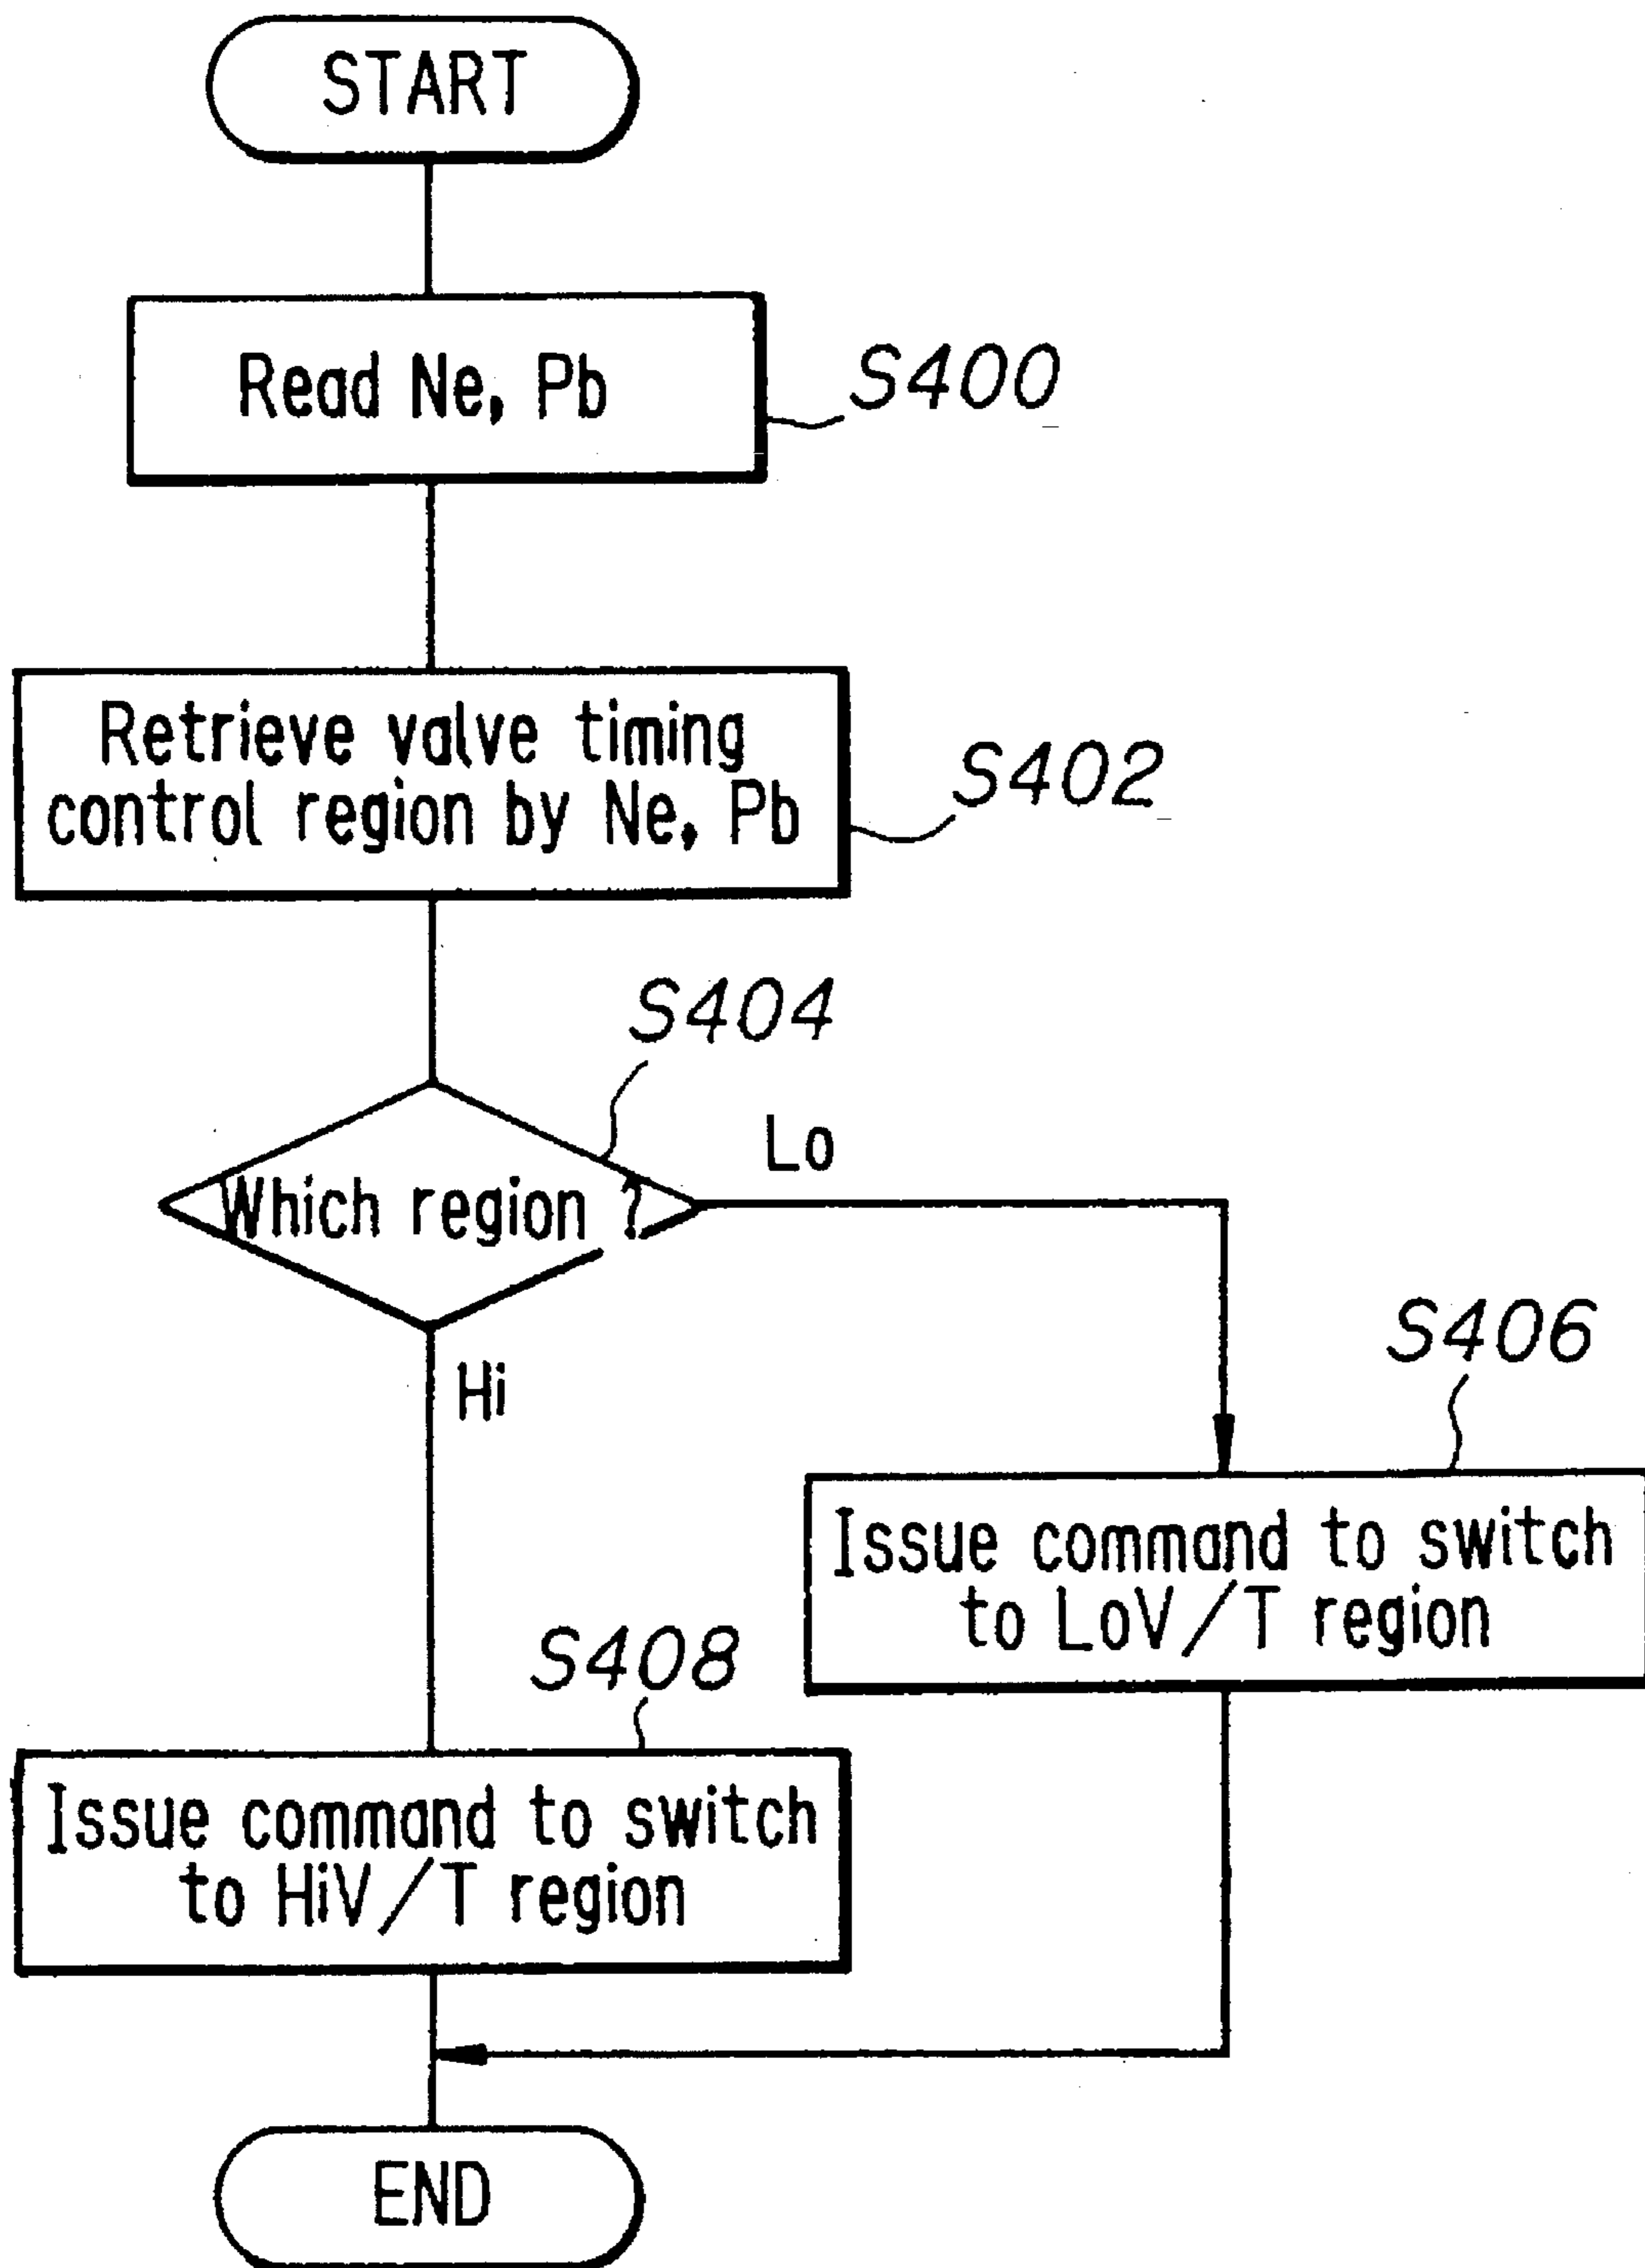 START
Read Ne, Pb
S400
Retrieve valve timing
control region by Ne, Pb
S402
S404
Which region ?
Lo
Hi
S406
Issue command to switch
to LoV/T region
S408
Issue command to switch
to HiV/T region
END